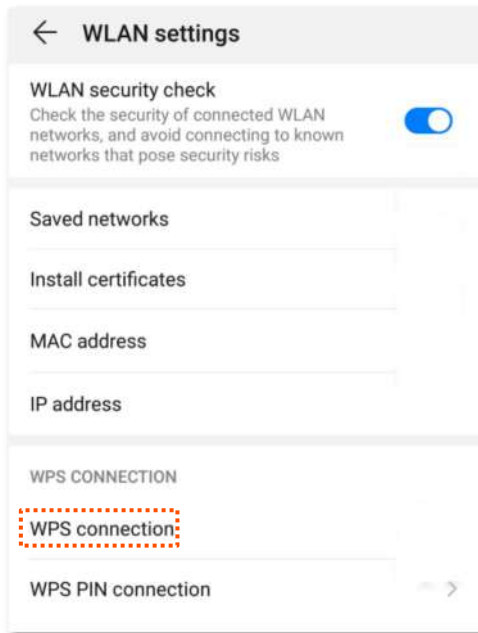 WLAN settings
WLAN security check
Check the security of connected WLAN
networks, and avoid connecting to known
networks that pose security risks
Saved networks
Install certificates
MAC address
IP address
WPS CONNECTION
WPS connection
WPS PIN connection